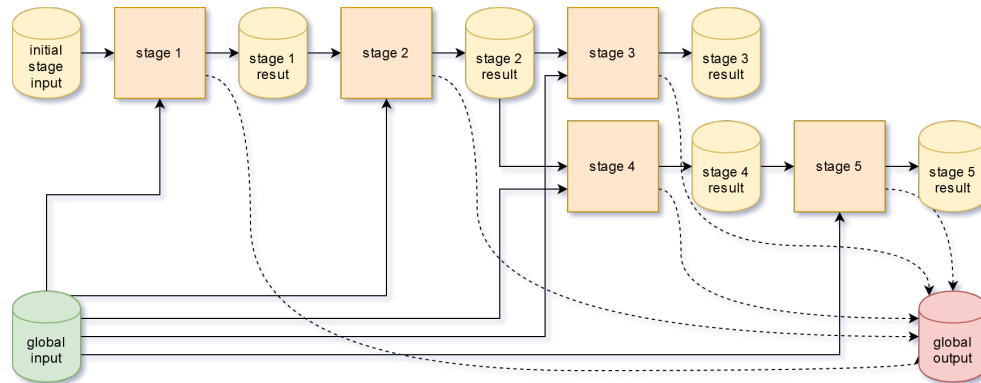 initial
stage
input
stage 1
stage 1
resut
stage 2
stage 2
result
stage 3
stage 3
result
stage 4
stage 4
result
stage 5
stage 5
result
global
input
global
output